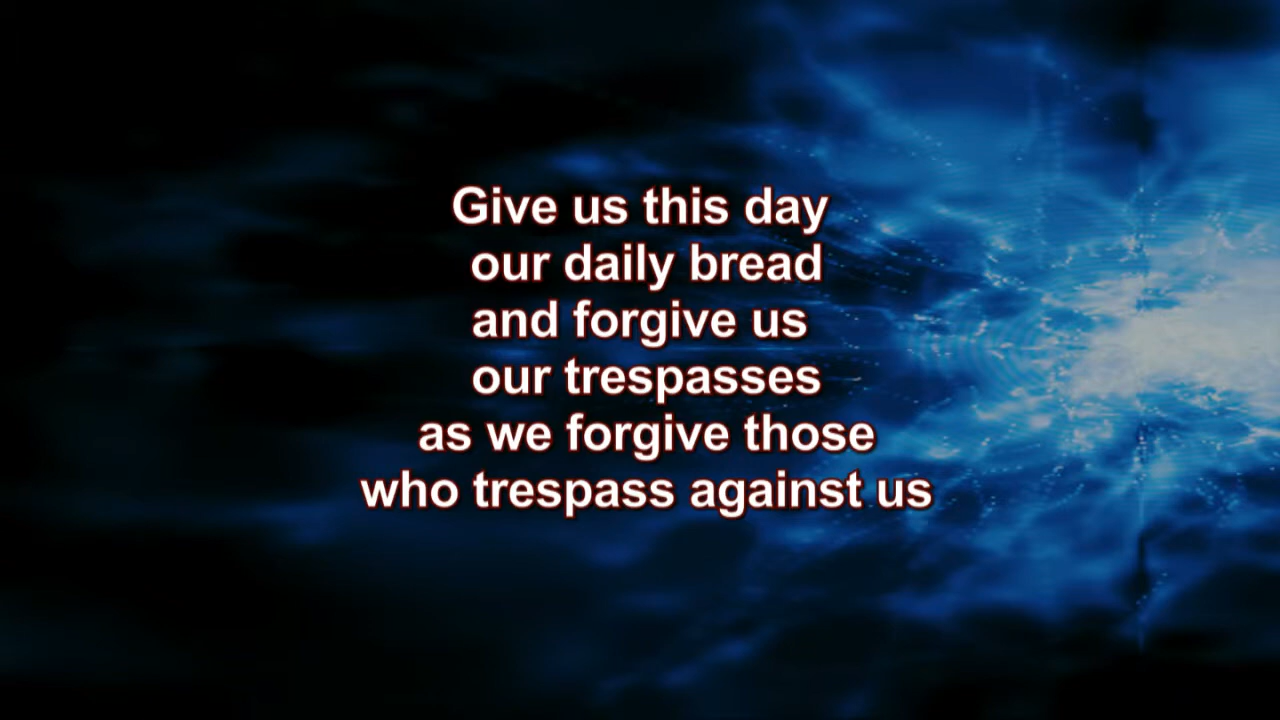 Give us this day
our daily bread
and forgive us
our trespasses
as we forgive those
who trespass against us